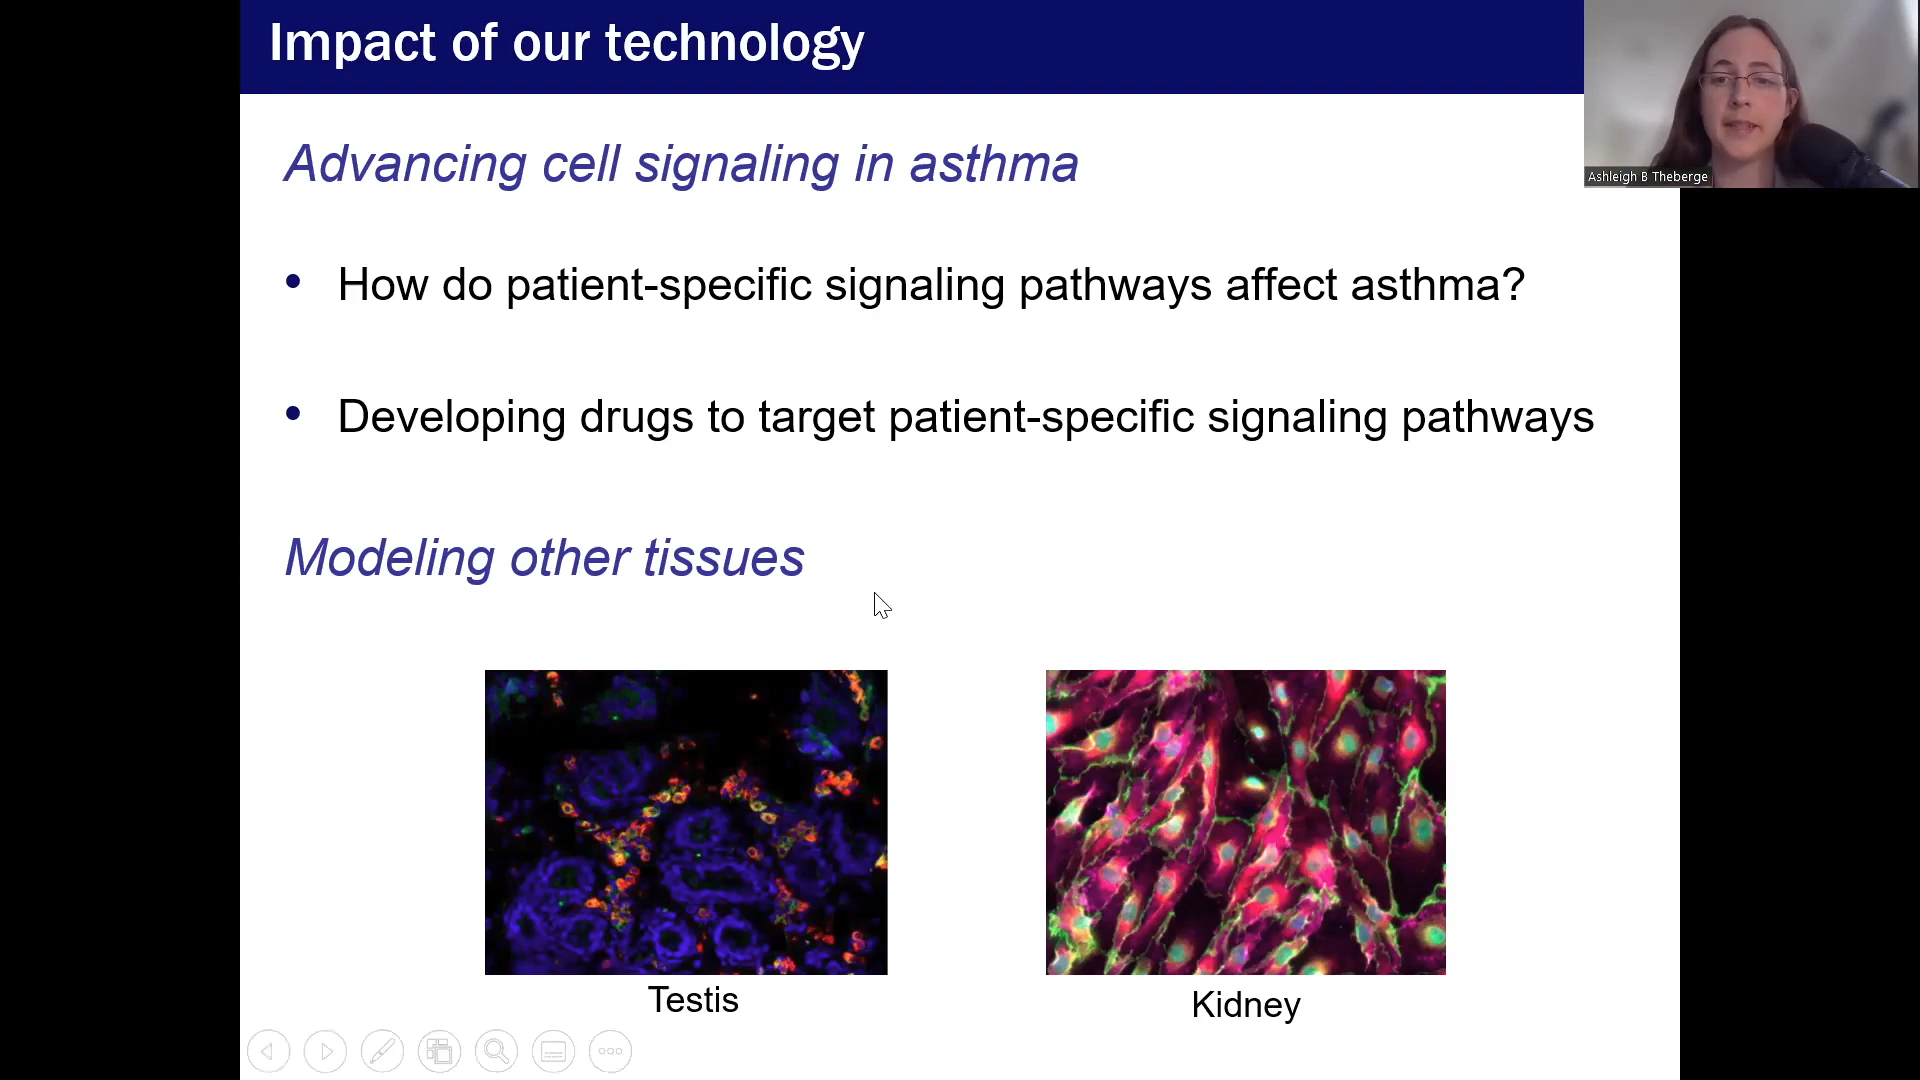 Impact of our technology
Ashleigh B Theberge
Advancing cell signaling in asthma
• How do patient-specific signaling pathways affect asthma?
• Developing drugs to target patient-specific signaling pathways
Modeling other tissues
Testis
Kidney